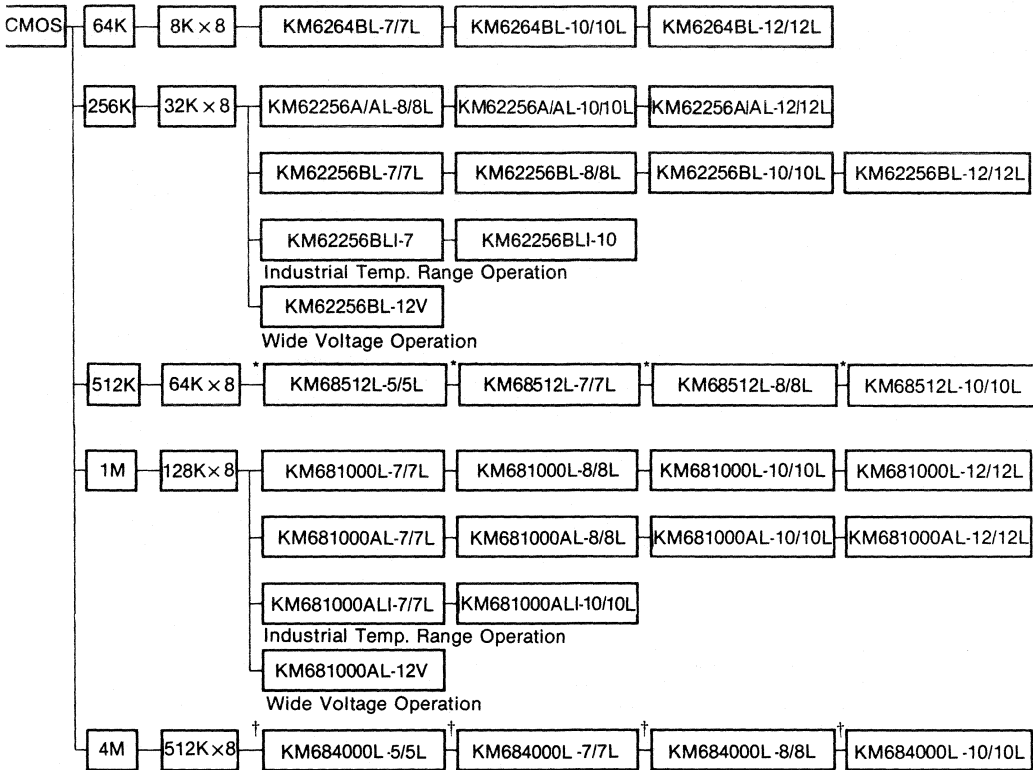 CMOS 64K 8K × 8 KM6264BL-7/7L KM6264BL-10/10L KM6264BL-12/12L
256K 32K × 8 KM62256A/AL-8/8L KM62256A/AL-10/10L KM62256A/AL-12/12L
KM62256BL-7/7L KM62256BL-8/8L KM62256BL-10/10L KM62256BL-12/12L
KM62256BLI-7 KM62256BLI-10
Industrial Temp. Range Operation
KM62256BL-12V
Wide Voltage Operation
512K 64K × 8 * KM68512L-5/5L * KM68512L-7/7L * KM68512L-8/8L * KM68512L-10/10L
1M 128K × 8 KM681000L-7/7L KM681000L-8/8L KM681000L-10/10L KM681000L-12/12L
KM681000AL-7/7L KM681000AL-8/8L KM681000AL-10/10L KM681000AL-12/12L
KM681000ALI-7/7L KM681000ALI-10/10L
Industrial Temp. Range Operation
KM681000AL-12V
Wide Voltage Operation
4M 512K ×8 † KM684000L-5/5L † KM684000L-7/7L † KM684000L-8/8L † KM684000L-10/10L